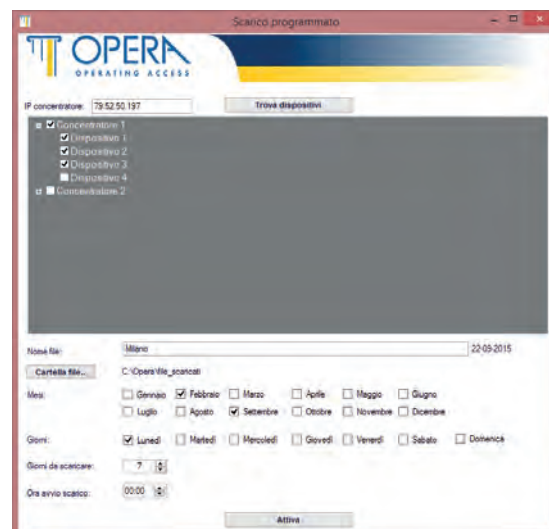 Scarico programmato
OPERA
OPERATING ACCESS
IP concentratore: 79.52.50.197 Trova dispositivi
Concentratore 1
Dispositivo 1
Dispositivo 2
Dispositivo 3
Dispositivo 4
Concentratore 2
Nome file: Milano 22-09-2015
Cartella file... C:\Opera\file_scaricati
Mesi: Gennaio Febbraio Marzo Aprile Maggio Giugno
Luglio Agosto Settembre Ottobre Novembre Dicembre
Giorni: Lunedì Martedì Mercoledì Giovedì Venerdì Sabato Domenica
Giorni da scaricare: 7
Ora avvio scarico: 00:00
Attiva